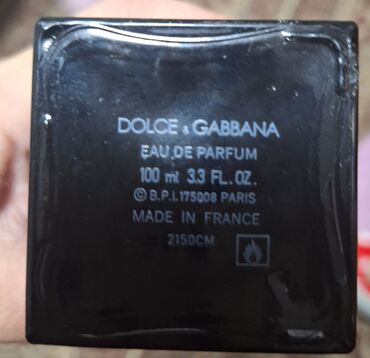 DOLCE & GABBANA
EAU DE PARFUM
100 ml 3.3 FL. OZ.
© B.P.I. 175008 PARIS
MADE IN FRANCE
2150CM